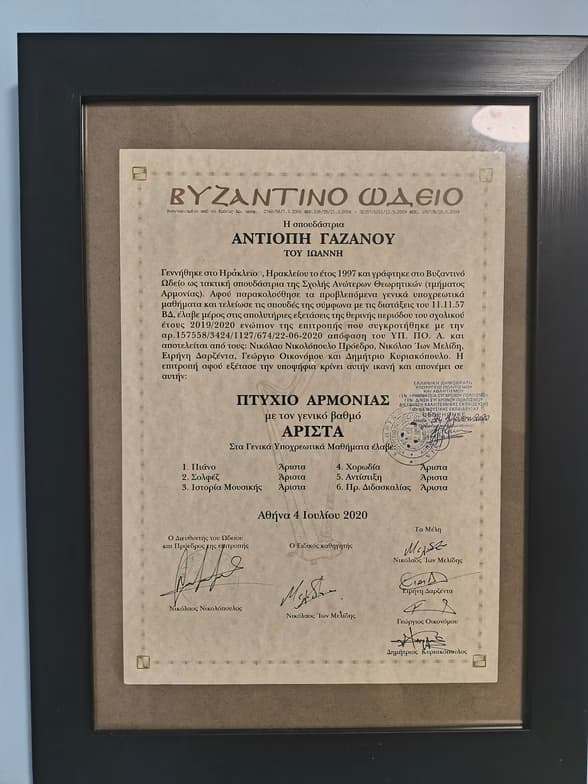 ΒΥΖΑΝΤΙΝΟ ΩΔΕΙΟ
Η σπουδάστρια
ΑΝΤΙΟΠΗ ΓΑΖΑΝΟΥ
ΤΟΥ ΙΩΑΝΝΗ
Γεννήθηκε στο Ηράκλειο, Ηρακλείου το έτος 1997 και γράφτηκε στο Βυζαντινό
Ωδείο ως τακτική σπουδάστρια της Σχολής Ανώτερων Θεωρητικών (τμήματος
Αρμονίας). Αφού παρακολούθησε τα προβλεπόμενα γενικά υποχρεωτικά
μαθήματα και τελείωσε τις σπουδές της σύμφωνα με τις διατάξεις του 11.11.57
ΒΔ, έλαβε μέρος στις απολυτήριες εξετάσεις της θερινής περιόδου του σχολικού
έτους 2019/2020 ενώπιον της επιτροπής που συγκροτήθηκε με την
αρ.157558/3424/1127/674/22-06-2020 απόφαση του ΥΠ. ΠΟ. Α. και
αποτελείται από τους: Νικόλαο Νικολόπουλο Πρόεδρο, Νικόλαο Ίων Μελίδη,
Ειρήνη Δαρζέντα, Γεώργιο Οικονόμου και Δημήτριο Κυριακόπουλο. Η
επιτροπή αφού εξέτασε την υποψήφια κρίνει αυτήν ικανή και απονέμει σε
αυτήν:
ΠΤΥΧΙΟ ΑΡΜΟΝΙΑΣ
με τον γενικό βαθμό
ΑΡΙΣΤΑ
Στα Γενικά Υποχρεωτικά Μαθήματα έλαβε:
1. Πιάνο Άριστα 4. Χορωδία Άριστα
2. Σολφέζ Άριστα 5. Αντίστιξη Άριστα
3. Ιστορία Μουσικής Άριστα 6. Πρ. Διδασκαλίας Άριστα
Αθήνα 4 Ιουλίου 2020
Ο Διευθυντής του Ωδείου
και Πρόεδρος της επιτροπής
Ο Ειδικός καθηγητής
Τα Μέλη
Νικόλαος Ίων Μελίδης
Ειρήνη Δαρζέντα
Νικόλαος Νικολόπουλος
Νικόλαος Ίων Μελίδης
Γεώργιος Οικονόμου
Δημήτριος Κυριακόπουλος